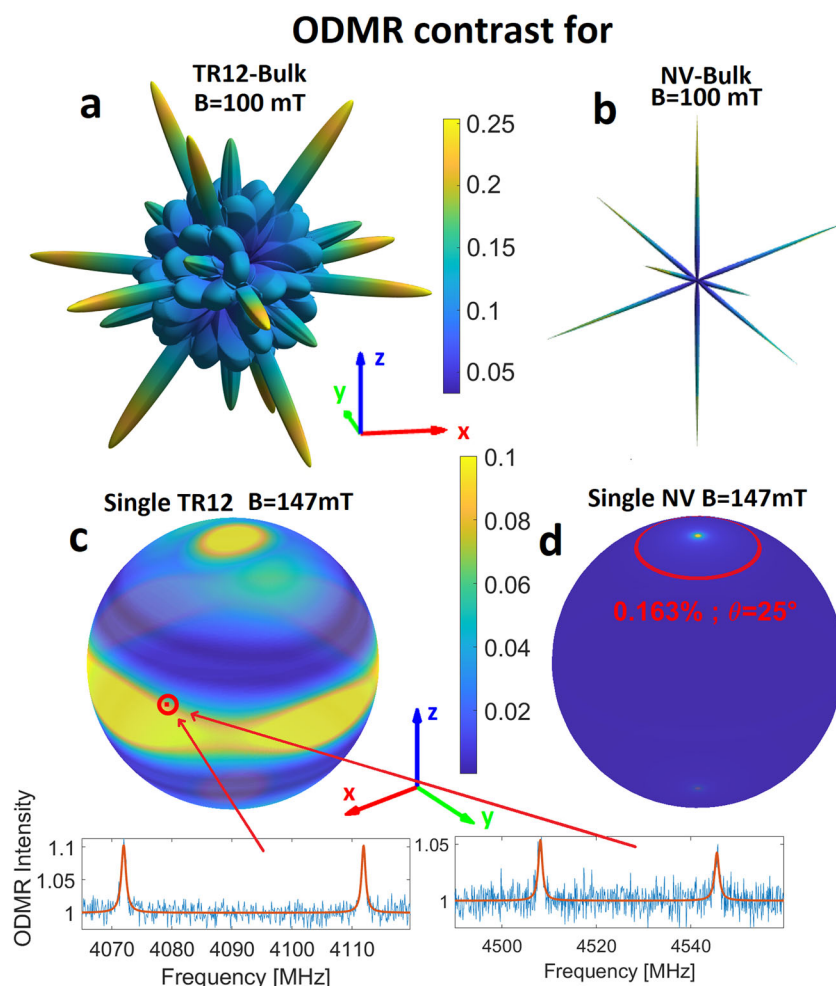 ODMR contrast for
TR12-Bulk
B=100 mT
NV-Bulk
B=100 mT
a
b
0.25
0.2
0.15
0.1
0.05
z
y
x
Single TR12 B=147mT
Single NV B=147mT
c
d
0.1
0.08
0.06
0.04
0.02
0.163% ; θ=25°
z
x
y
ODMR Intensity
1.1
1.05
1
4070 4080 4090 4100 4110
Frequency [MHz]
1.05
1
4500 4520 4540
Frequency [MHz]